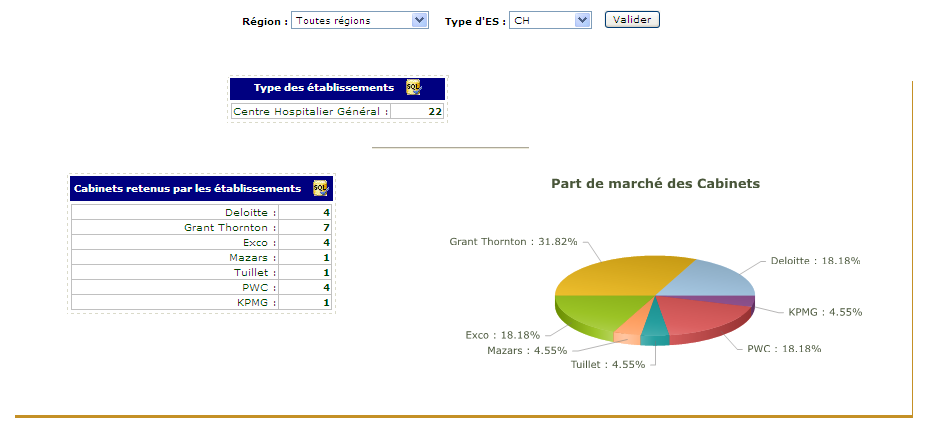 Région : Toutes régions Type d'ES : CH Valider
Type des établissements SQL
Centre Hospitalier Général : 22
Cabinets retenus par les établissements SQL
Deloitte : 4
Grant Thornton : 7
Exco : 4
Mazars : 1
Tuillet : 1
PWC : 4
KPMG : 1
Part de marché des Cabinets
Grant Thornton : 31.82%
Deloitte : 18.18%
KPMG : 4.55%
Exco : 18.18%
PWC : 18.18%
Mazars : 4.55%
Tuillet : 4.55%